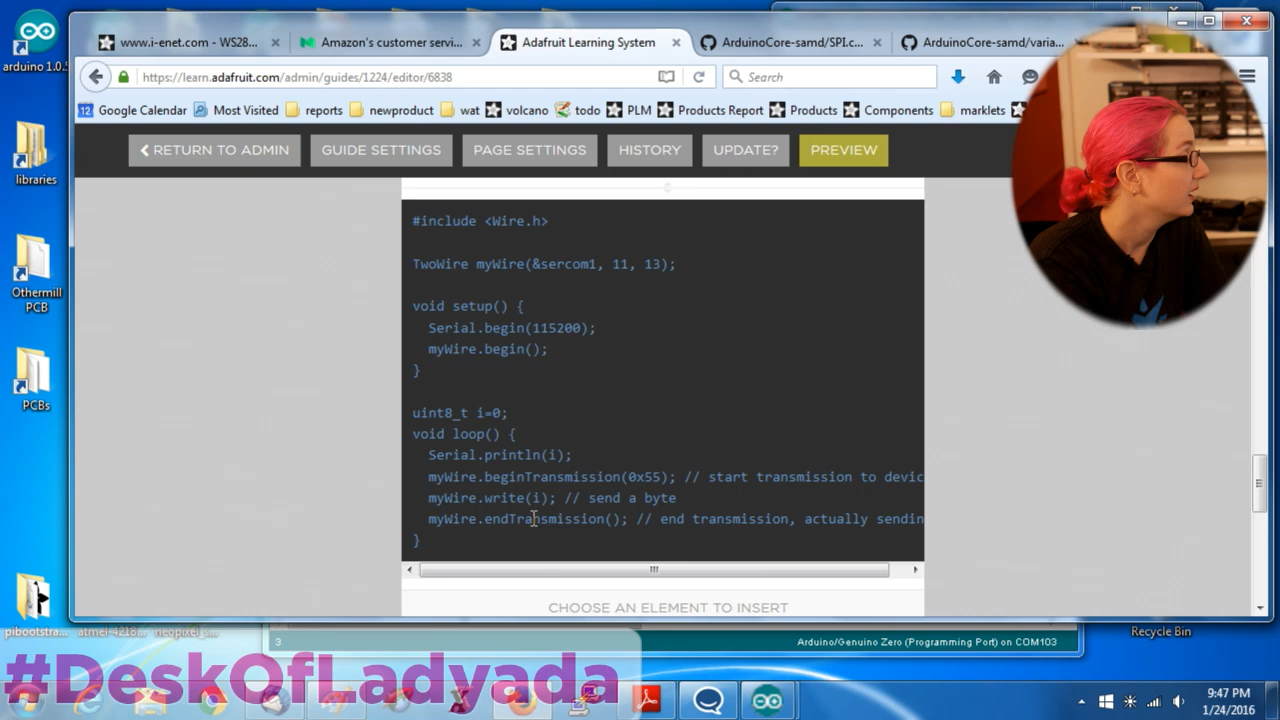 arduino 1.0.5
www.i-enet.com - WS28...
Amazon's customer servi...
Adafruit Learning System
ArduinoCore-samd/SPI.c...
ArduinoCore-samd/varia...
https://learn.adafruit.com/admin/guides/1224/editor/6838
Search
12 Google Calendar
Most Visited
reports
newproduct
wat
volcano
todo
PLM
Products Report
Products
Components
marklets
RETURN TO ADMIN
GUIDE SETTINGS
PAGE SETTINGS
HISTORY
UPDATE?
PREVIEW
libraries
Othermill
PCB
PCBs
#include <Wire.h>
TwoWire myWire(&sercom1, 11, 13);
void setup() {
Serial.begin(115200);
myWire.begin();
}
uint8_t i=0;
void loop() {
Serial.println(i);
myWire.beginTransmission(0x55); // start transmission to devic
myWire.write(i); // send a byte
myWire.endTransmission(); // end transmission, actually sendin
}
CHOOSE AN ELEMENT TO INSERT
pibootstra...
atmel-4218...
neopixel_s...
Recycle Bin
3
Arduino/Genuino Zero (Programming Port) on COM103
#DeskOfLadyada
9:47 PM
1/24/2016